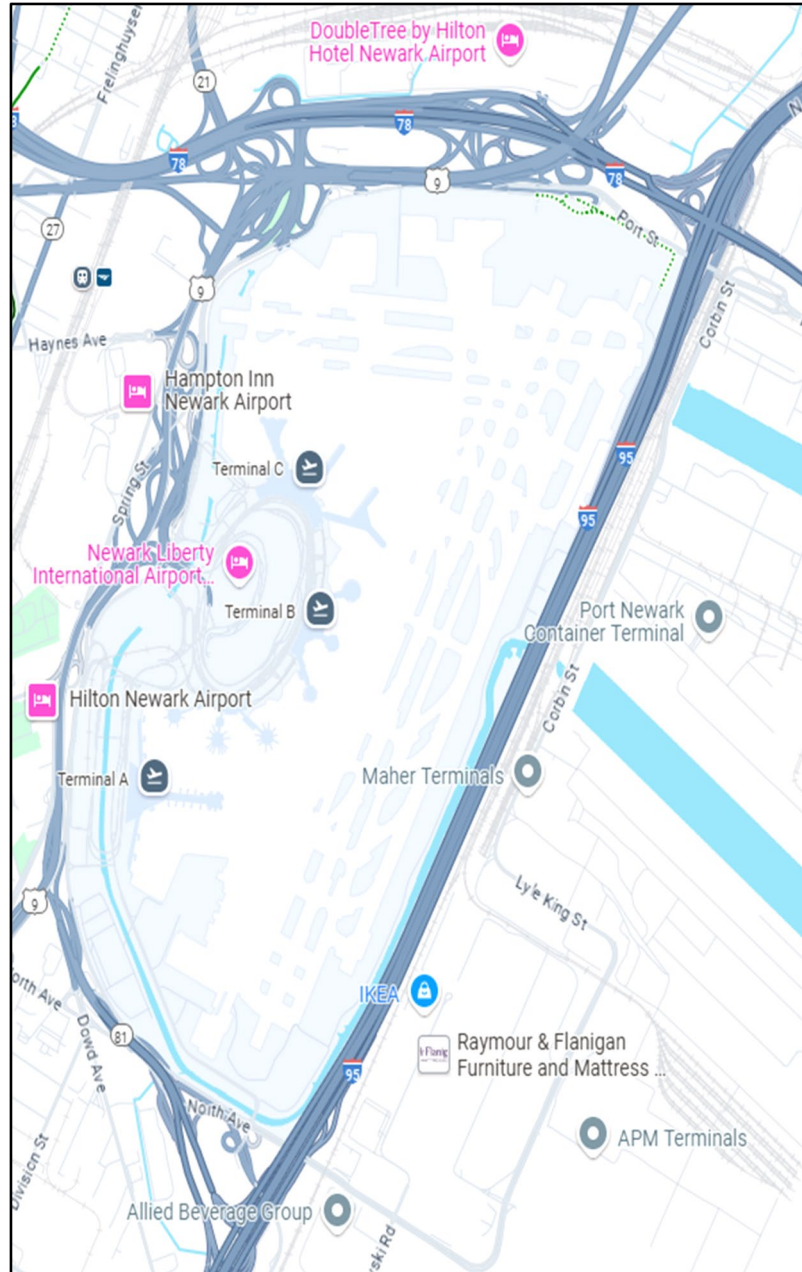 DoubleTree by Hilton
Hotel Newark Airport
Frelinghuysen
21
78
78
78
9
Port St
27
9
Corbin St
Haynes Ave
Hampton Inn
Newark Airport
Terminal C
95
Spring St
95
Newark Liberty
International Airport...
Terminal B
Port Newark
Container Terminal
Corbin St
Hilton Newark Airport
Terminal A
Maher Terminals
Lyle King St
9
IKEA
North Ave
Dowd Ave
81
Raymour & Flanigan
Furniture and Mattress ...
95
North Ave
APM Terminals
Division St
Allied Beverage Group
ski Rd